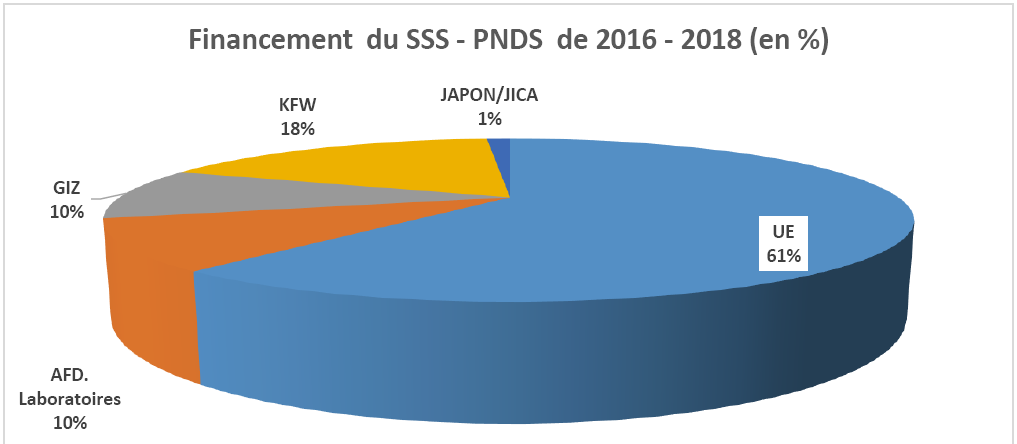 Financement du SSS - PNDS de 2016 - 2018 (en %)
JAPON/JICA
1%
KFW
18%
GIZ
10%
UE
61%
AFD.
Laboratoires
10%